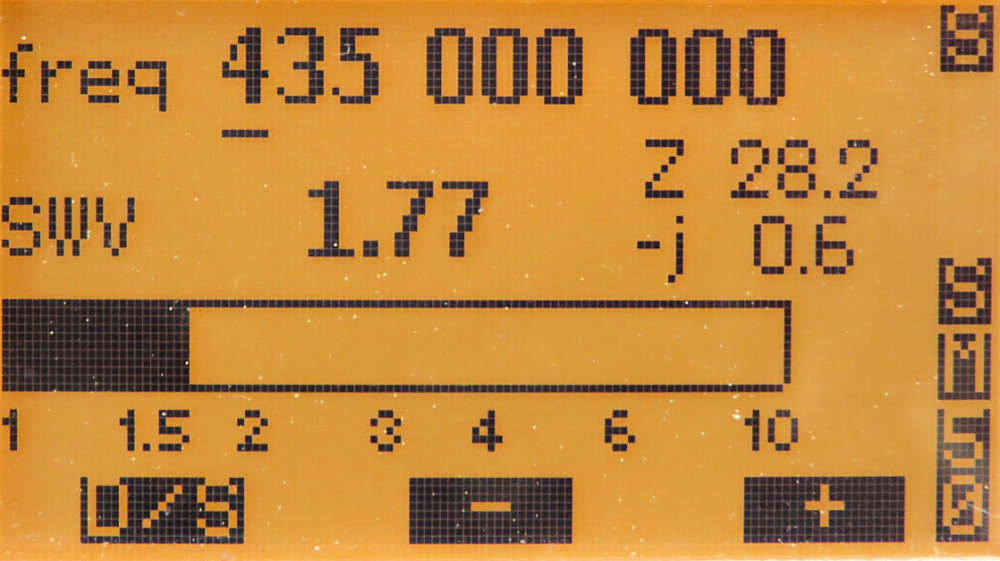 freq 435 000 000
Z 28.2
SWV 1.77
-j 0.6
1 1.5 2 3 4 6 10
U/S - +